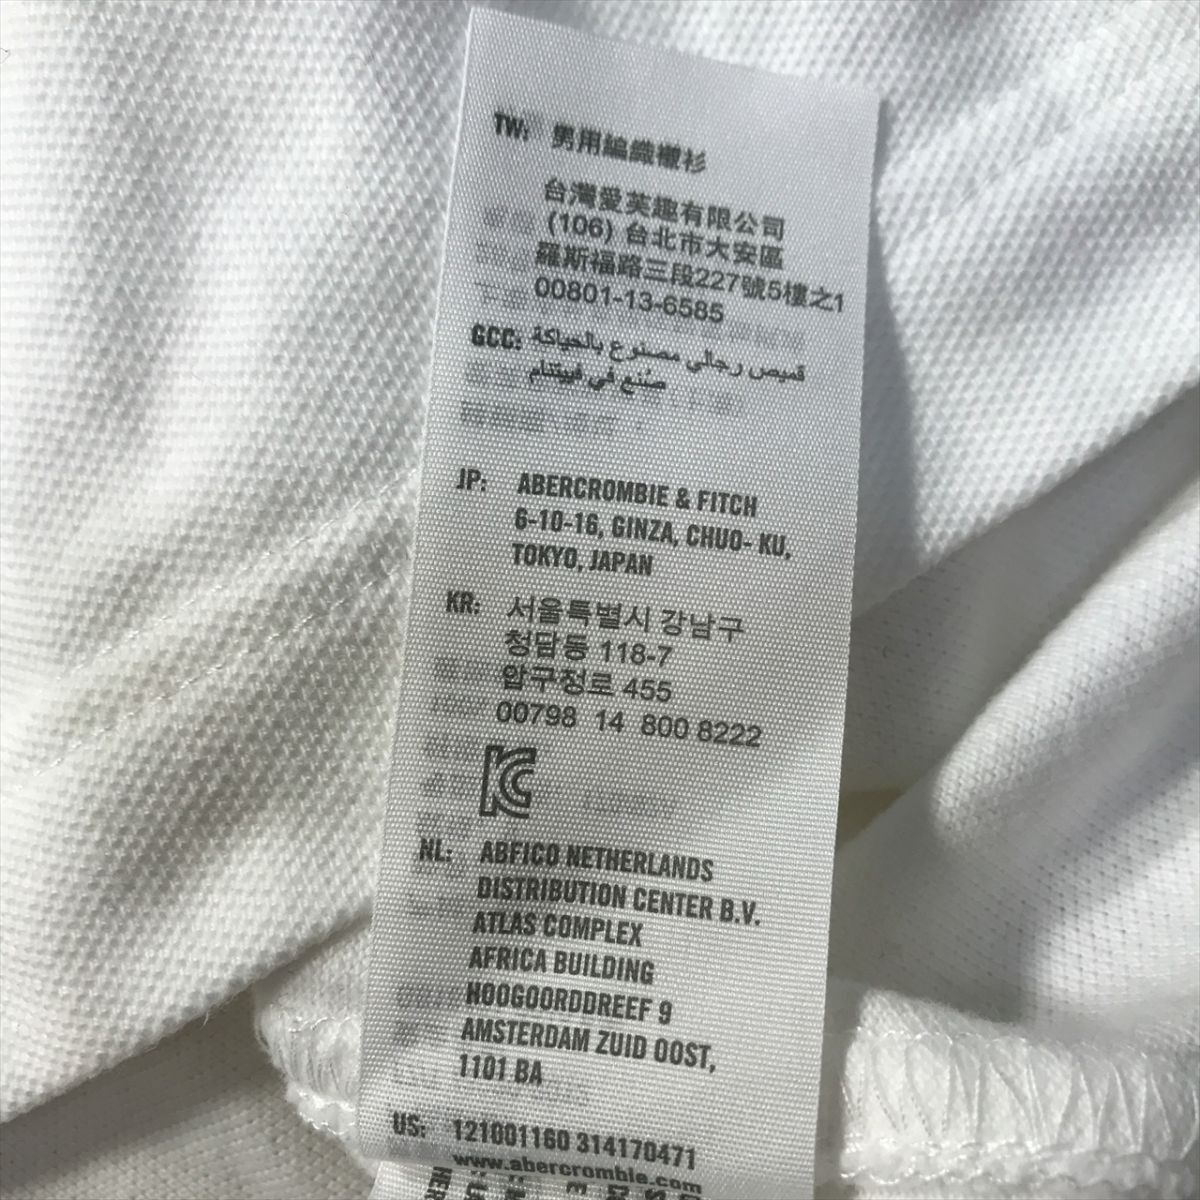 TW: 男用編織襯衫
台灣愛芙趣有限公司
(106) 台北市大安區
羅斯福路三段227號5樓之1
00801-13-6585
GCC: قميص رجالي مصنوع بالحياكة
صُنع في فييتنام
JP: ABERCROMBIE & FITCH
6-10-16, GINZA, CHUO- KU,
TOKYO, JAPAN
KR: 서울특별시 강남구
청담동 118-7
압구정로 455
00798 14 800 8222
KC
NL: ABFICO NETHERLANDS
DISTRIBUTION CENTER B.V.
ATLAS COMPLEX
AFRICA BUILDING
HOOGOORDDREEF 9
AMSTERDAM ZUID OOST,
1101 BA
US: 121001160 314170471
www.abercrombie.com